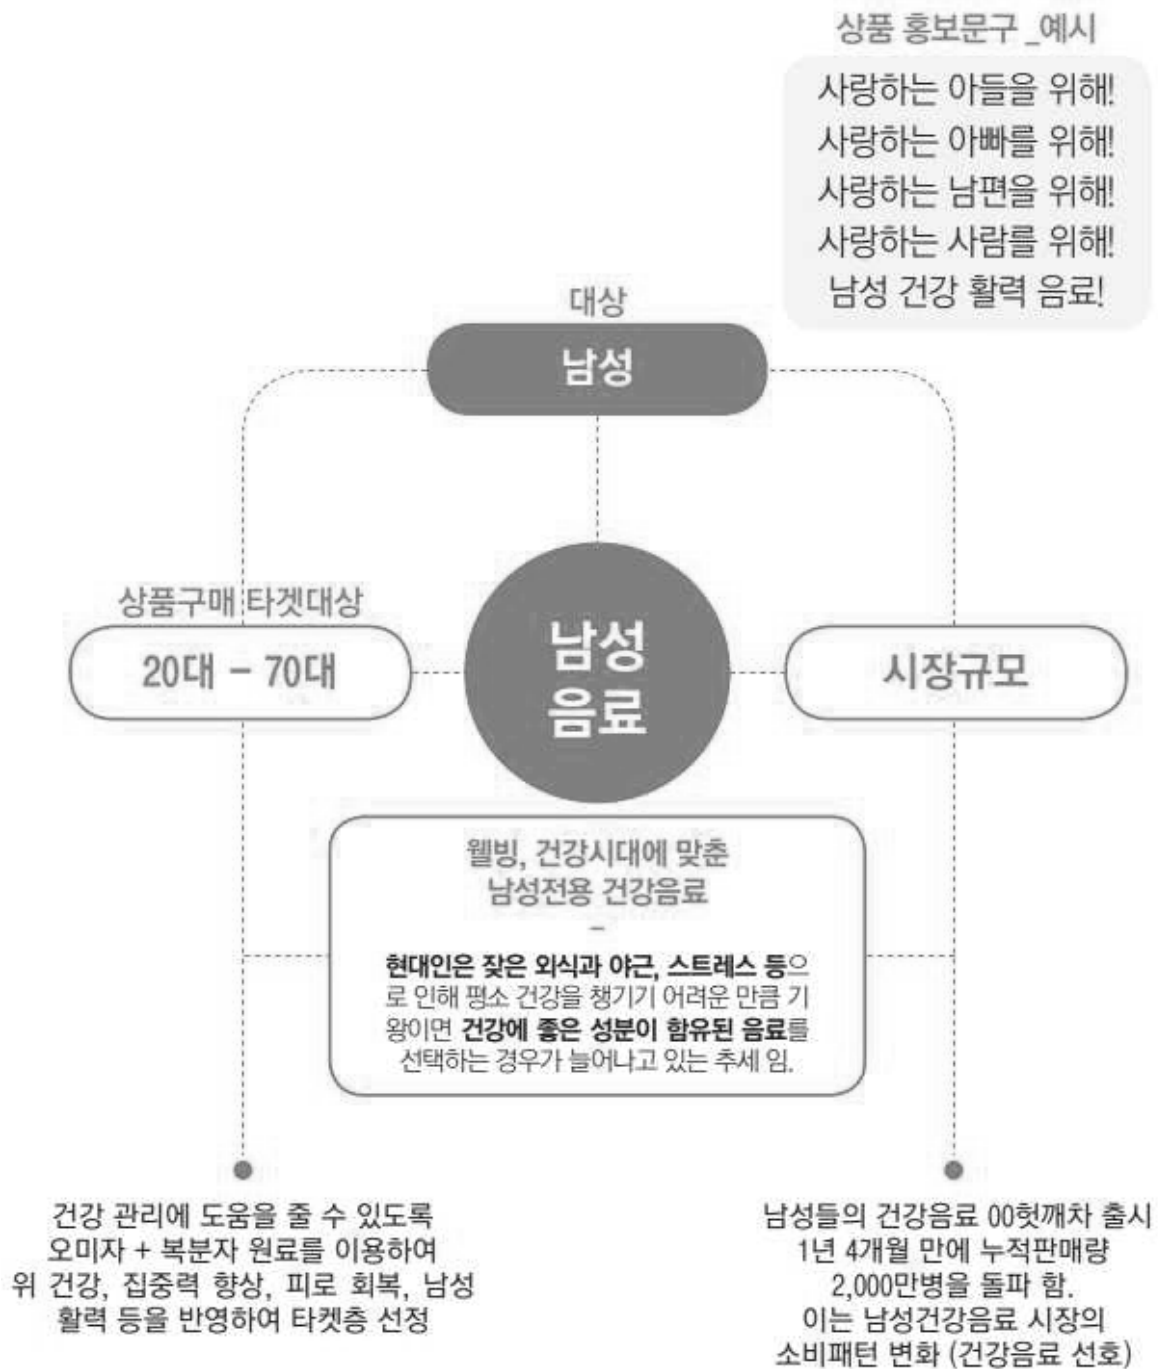 상품 홍보문구 _예시
사랑하는 아들을 위해!
사랑하는 아빠를 위해!
사랑하는 남편을 위해!
사랑하는 사람를 위해!
남성 건강 활력 음료!
대상
남성
상품구매 타겟대상
20대 – 70대
남성
음료
시장규모
웰빙, 건강시대에 맞춘
남성전용 건강음료
–
현대인은 잦은 외식과 야근, 스트레스 등으
로 인해 평소 건강을 챙기기 어려운 만큼 기
왕이면 건강에 좋은 성분이 함유된 음료를
선택하는 경우가 늘어나고 있는 추세 임.
건강 관리에 도움을 줄 수 있도록
오미자 + 복분자 원료를 이용하여
위 건강, 집중력 향상, 피로 회복, 남성
활력 등을 반영하여 타켓층 선정
남성들의 건강음료 00헛깨차 출시
1년 4개월 만에 누적판매량
2,000만병을 돌파 함.
이는 남성건강음료 시장의
소비패턴 변화 (건강음료 선호)